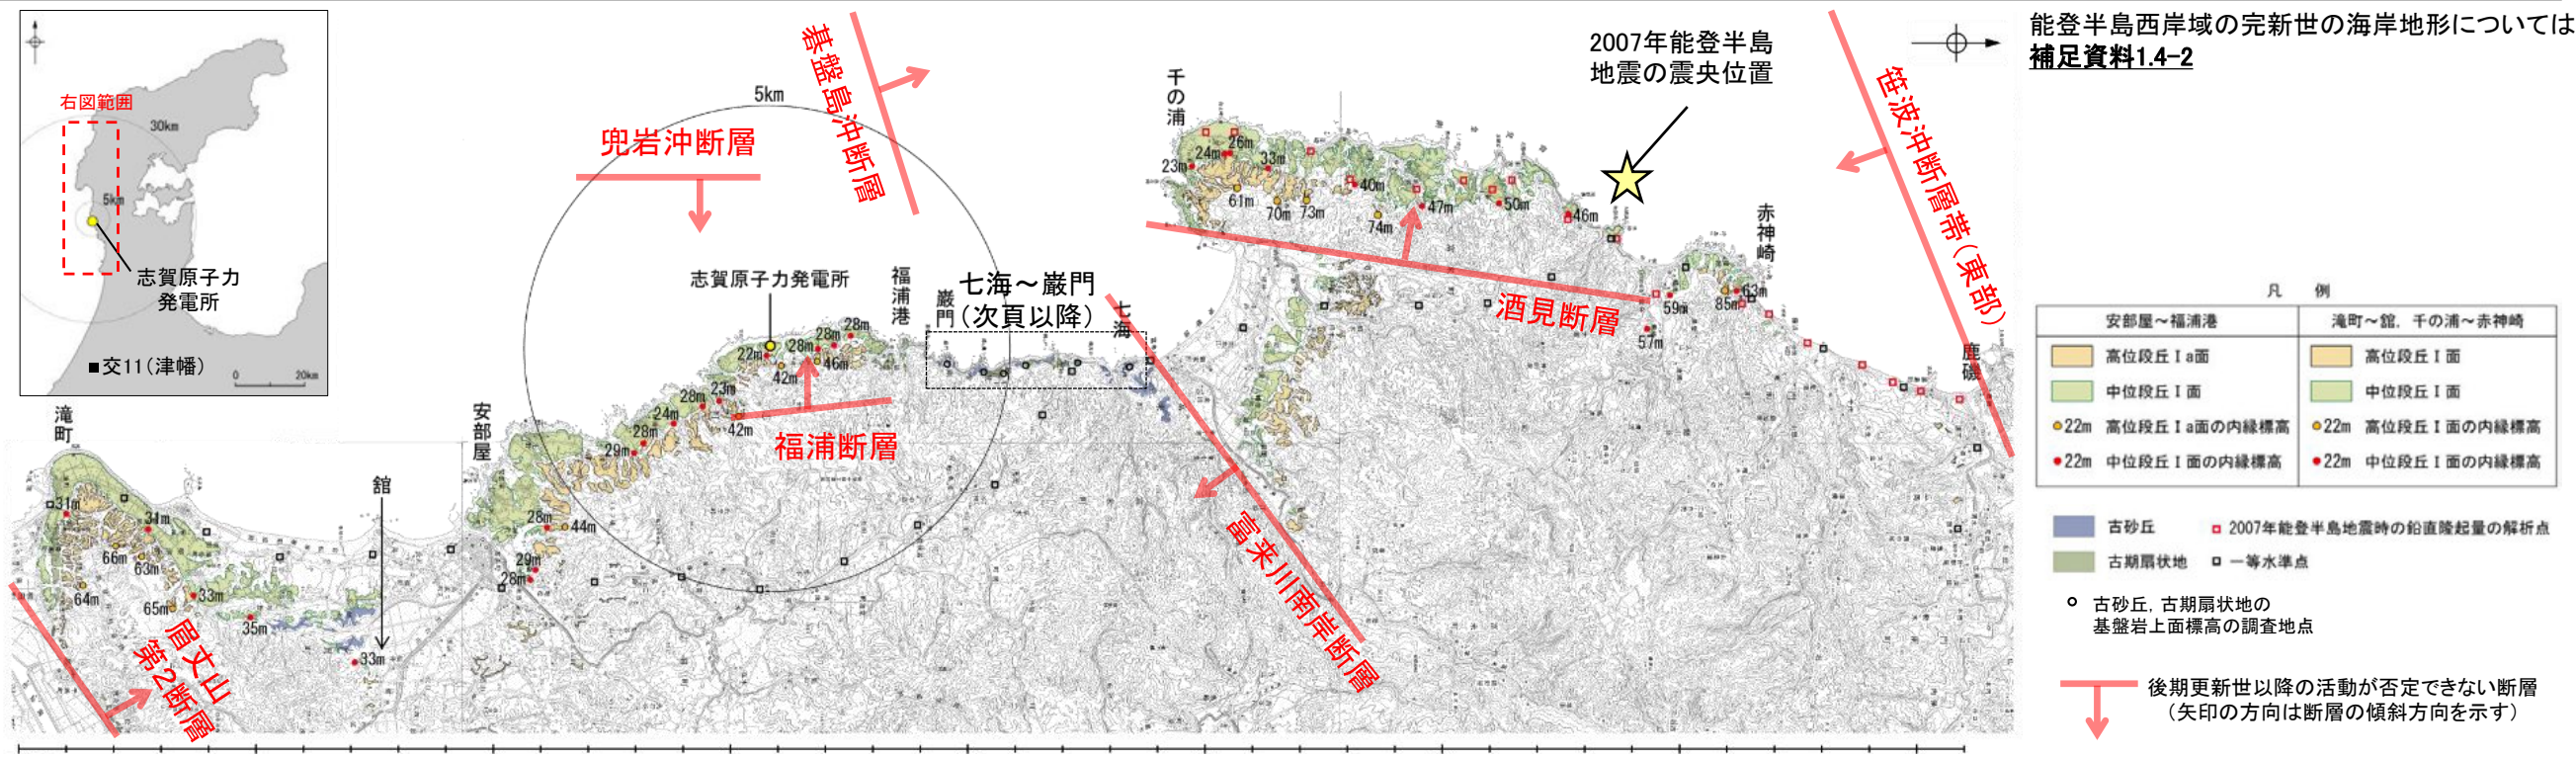 右図範囲
30km
5km
志賀原子力
発電所
■交11(津幡)
0 20km
滝町
31m
31m
66m
63m
64m
65m
33m
35m
眉丈山
第2断層
舘
33m
安部屋
28m
44m
29m
28m
29m
28m
24m
28m
23m
42m
福浦断層
5km
兜岩沖断層
碁盤島沖断層
志賀原子力発電所
22m
42m
28m
28m
28m
46m
福浦港
巌門
七海～巌門
(次頁以降)
七海
富来川南岸断層
千の浦
23m
24m
26m
33m
61m
70m
73m
40m
74m
47m
50m
46m
酒見断層
2007年能登半島
地震の震央位置
59m
57m
赤神崎
85m
63m
笹波沖断層帯(東部)
鹿磯
能登半島西岸域の完新世の海岸地形については
補足資料1.4-2
凡 例
安部屋～福浦港
滝町～舘，千の浦～赤神崎
高位段丘Ⅰa面
高位段丘Ⅰ面
中位段丘Ⅰ面
中位段丘Ⅰ面
22m 高位段丘Ⅰa面の内縁標高
22m 高位段丘Ⅰ面の内縁標高
22m 中位段丘Ⅰ面の内縁標高
22m 中位段丘Ⅰ面の内縁標高
古砂丘
2007年能登半島地震時の鉛直隆起量の解析点
古期扇状地
一等水準点
古砂丘，古期扇状地の
基盤岩上面標高の調査地点
後期更新世以降の活動が否定できない断層
(矢印の方向は断層の傾斜方向を示す)